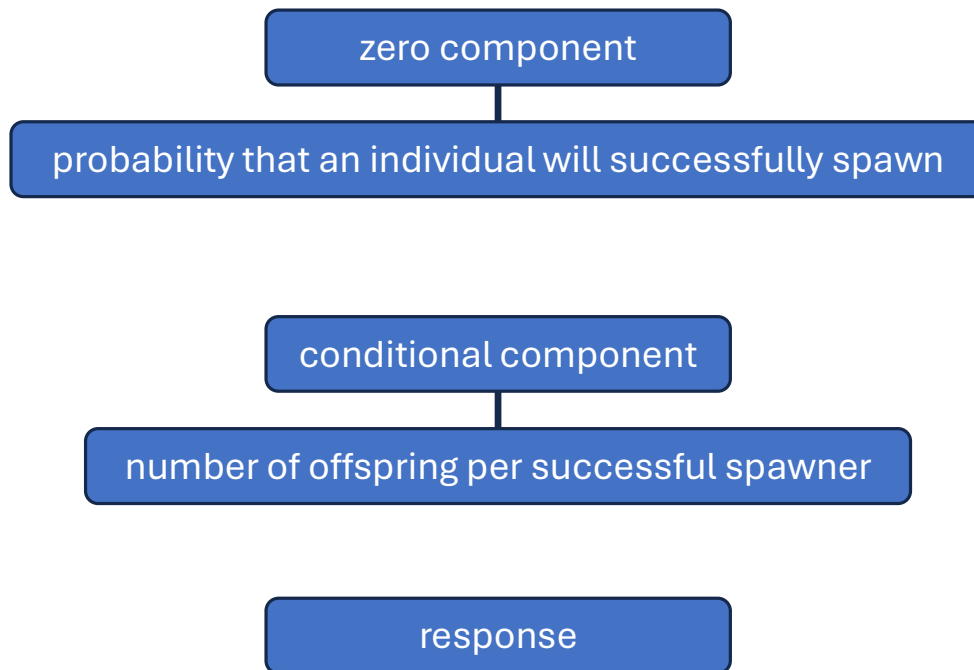 zero component
probability that an individual will successfully spawn
conditional component
number of offspring per successful spawner
response